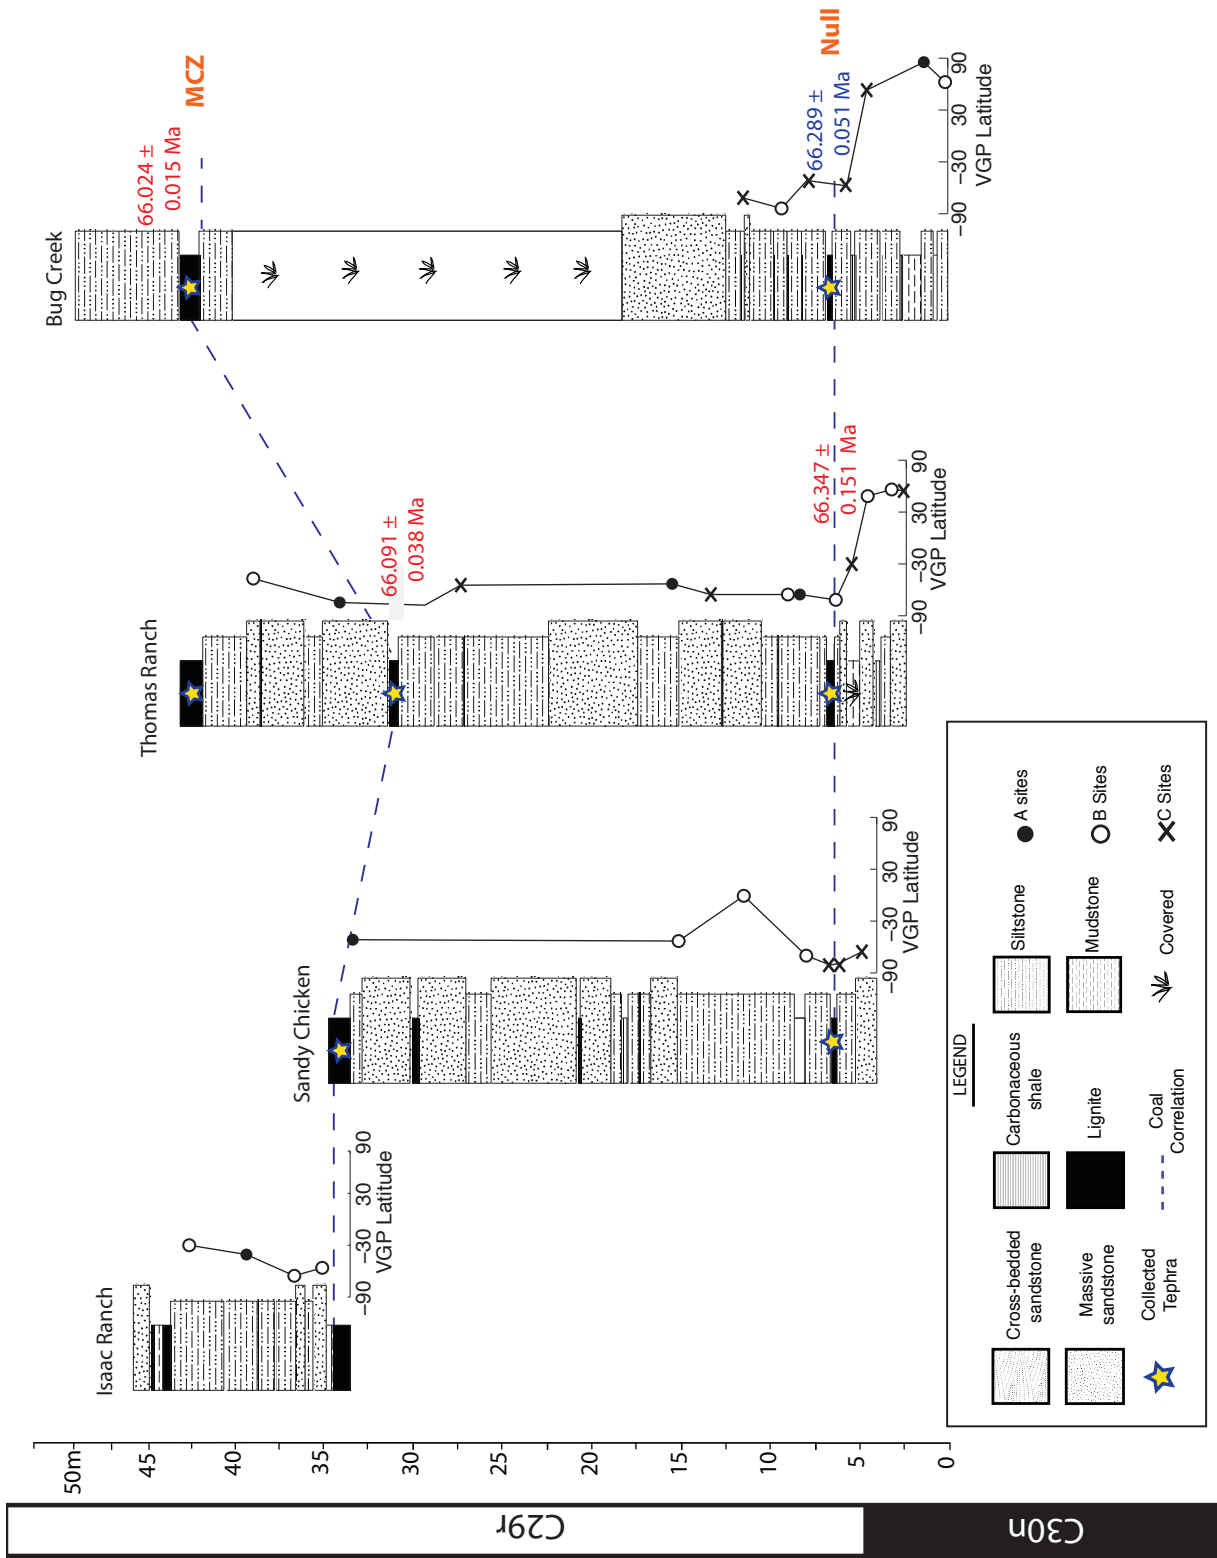 Bug Creek
66.024 ±
0.015 Ma
MCZ
66.289 ±
0.051 Ma
Null
−90
−30
30
90
VGP Latitude
Thomas Ranch
66.091 ±
0.038 Ma
66.347 ±
0.151 Ma
−90
−30
30
90
VGP Latitude
Sandy Chicken
−90
−30
30
90
VGP Latitude
Isaac Ranch
−90
−30
30
90
VGP Latitude
50m
45
40
35
30
25
20
15
10
5
0
C29r
C30n
LEGEND
Cross-bedded
sandstone
Carbonaceous
shale
Siltstone
A sites
Massive
sandstone
Lignite
Mudstone
B Sites
Collected
Tephra
Coal
Correlation
Covered
C Sites